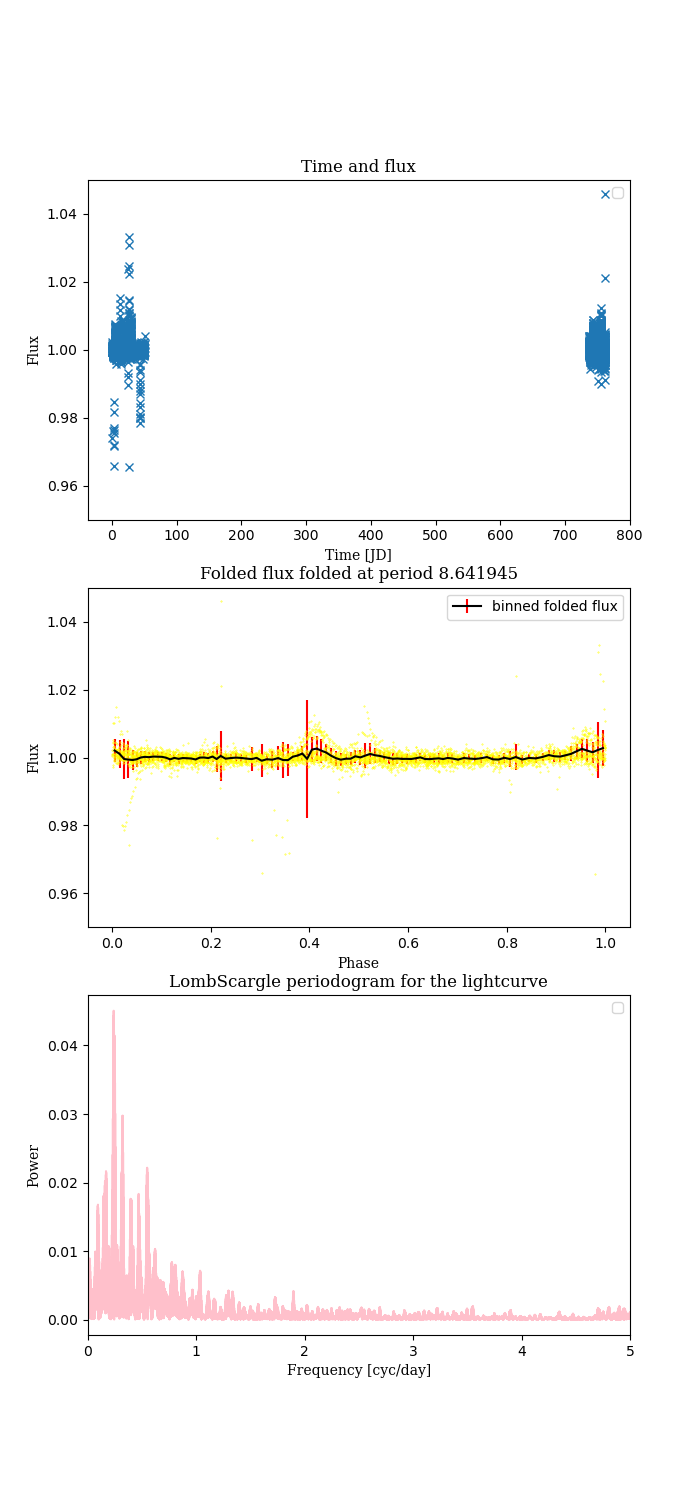 Time and flux
Flux
1.04
1.02
1.00
0.98
0.96
0 100 200 300 400 500 600 700 800
Time [JD]
Folded flux folded at period 8.641945
Flux
1.04
1.02
1.00
0.98
0.96
binned folded flux
0.0 0.2 0.4 0.6 0.8 1.0
Phase
LombScargle periodogram for the lightcurve
Power
0.04
0.03
0.02
0.01
0.00
0 1 2 3 4 5
Frequency [cyc/day]